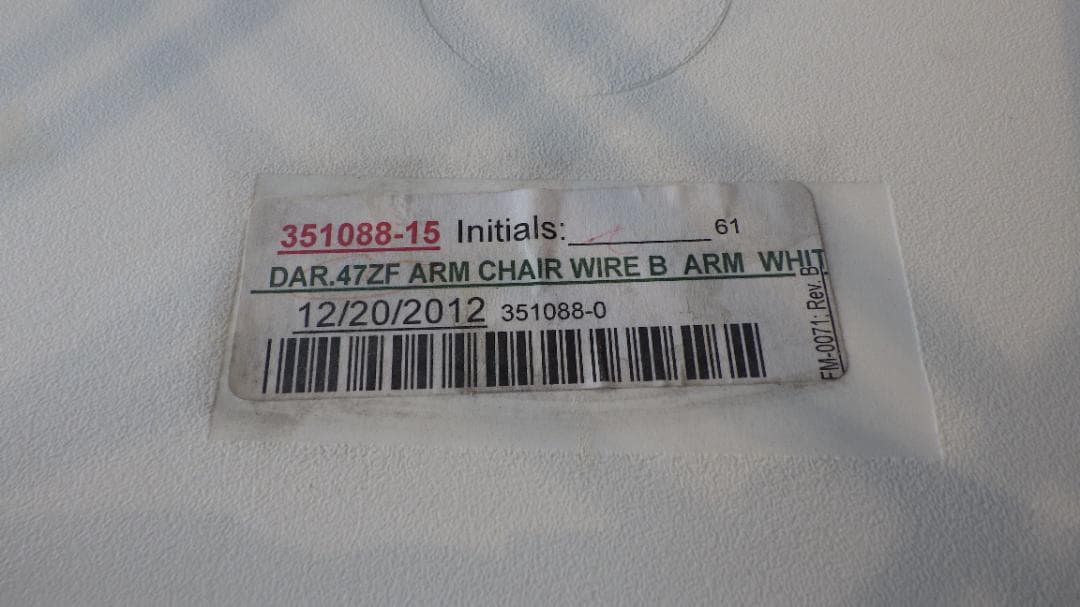 351088-15 Initials:__________ 61
DAR.47ZF ARM CHAIR WIRE B ARM WHIT
12/20/2012 351088-0
FM-0071; Rev. B